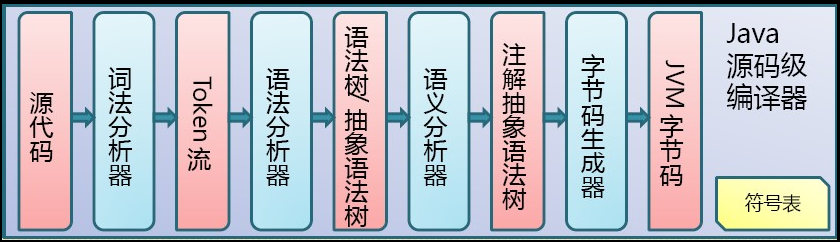 源代码
词法分析器
Token 流
语法分析器
语法树/ 抽象语法树
语义分析器
注解抽象语法树
字节码生成器
JVM 字节码
Java
源码级
编译器
符号表